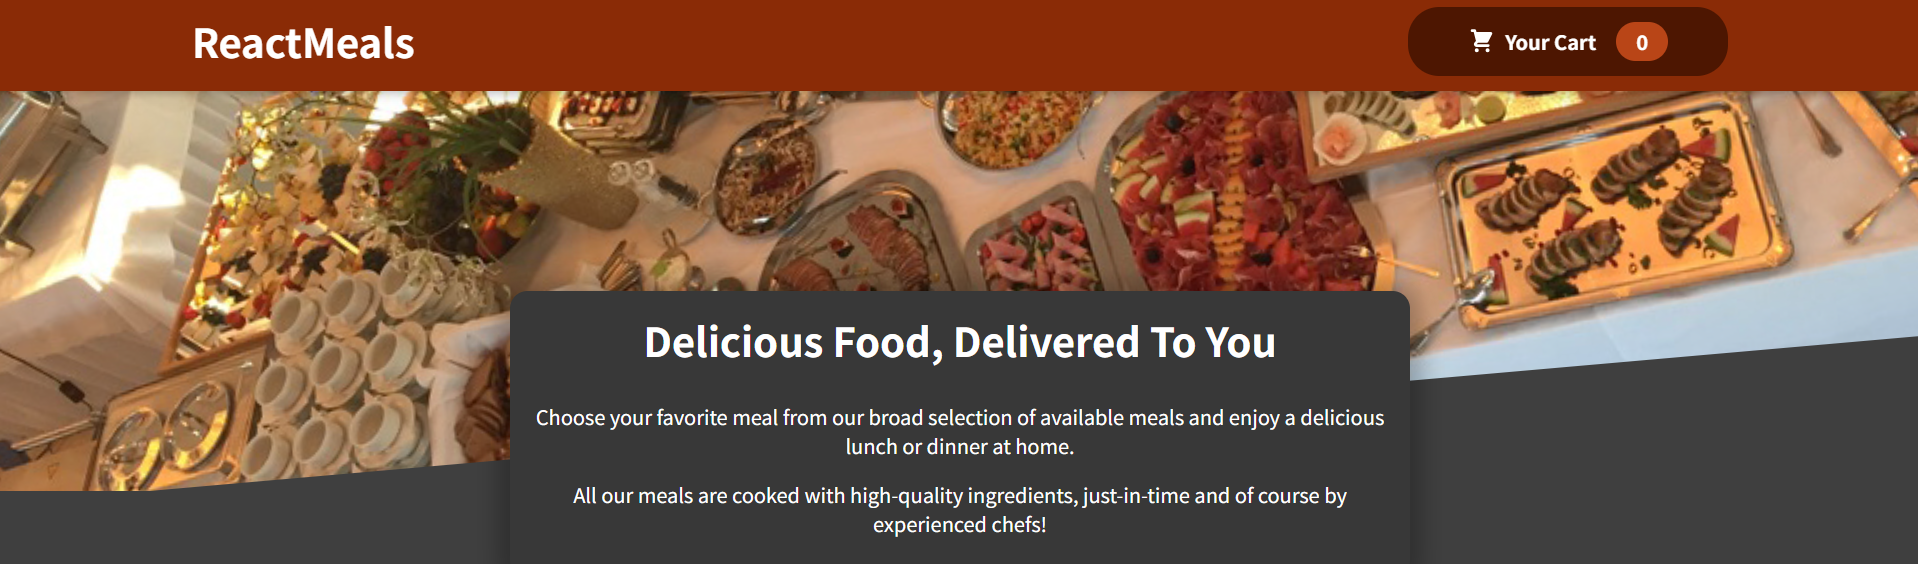 ReactMeals
Your Cart 0
Delicious Food, Delivered To You
Choose your favorite meal from our broad selection of available meals and enjoy a delicious
lunch or dinner at home.
All our meals are cooked with high-quality ingredients, just-in-time and of course by
experienced chefs!